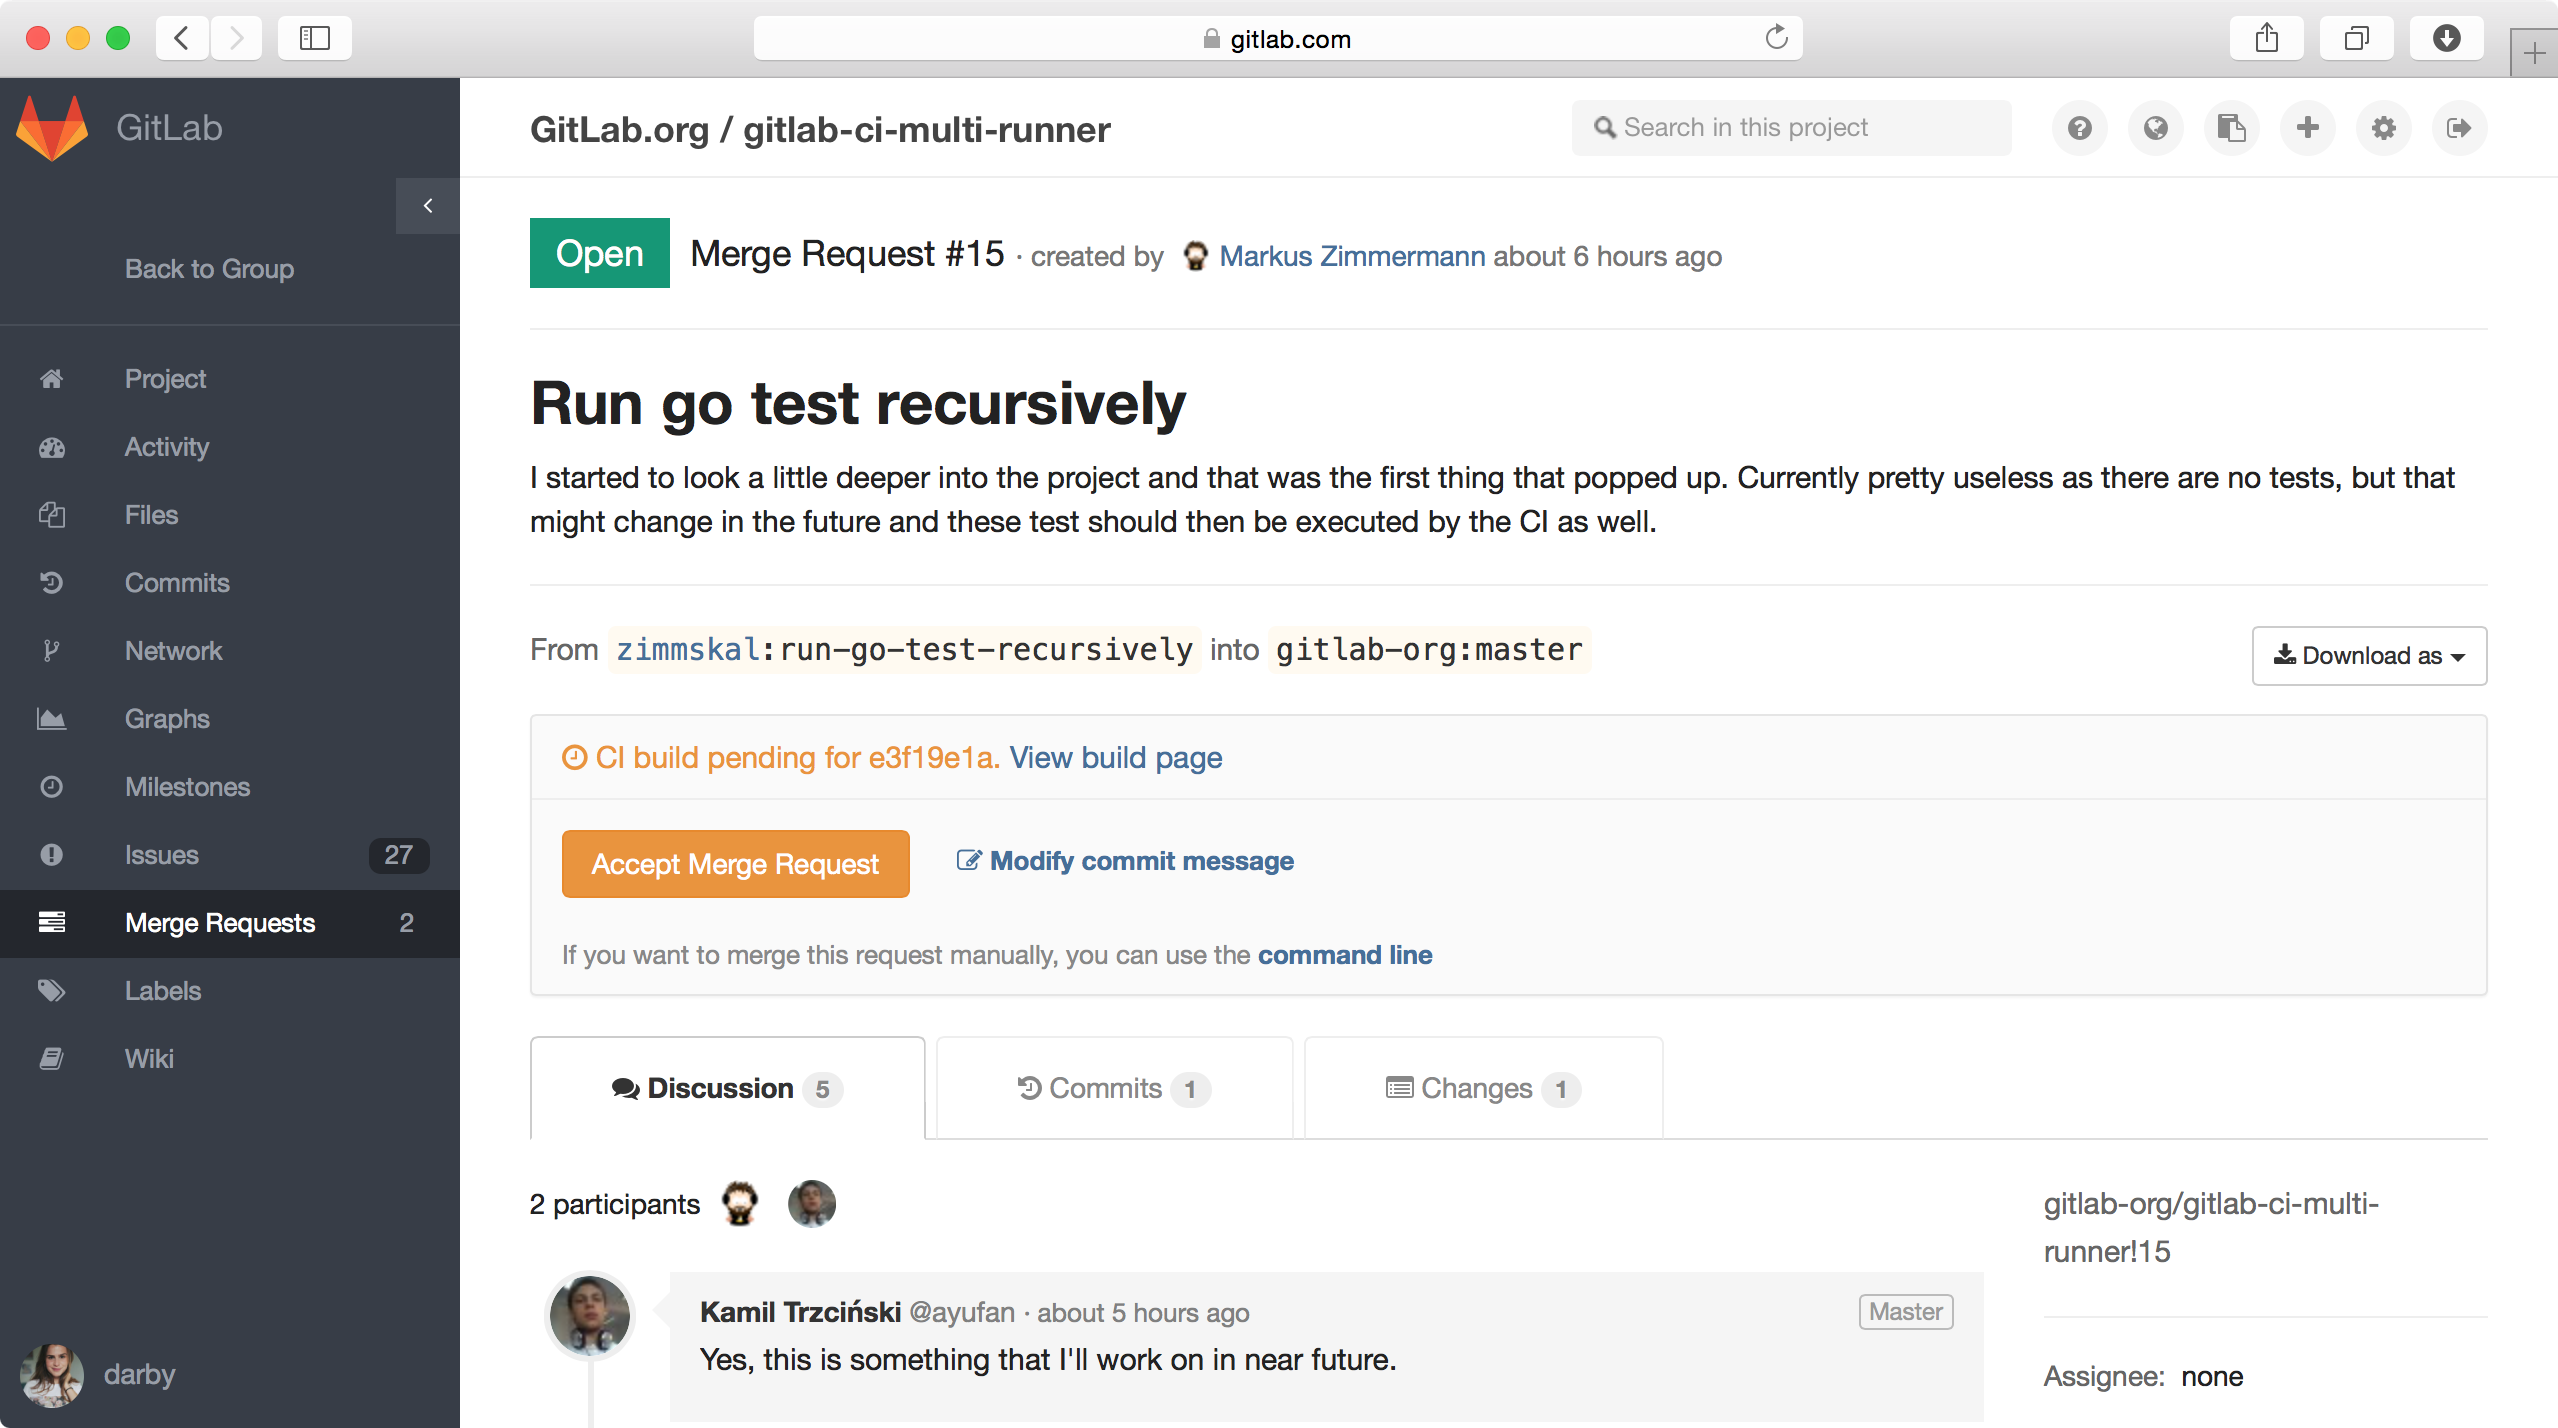 gitlab.com
GitLab
GitLab.org / gitlab-ci-multi-runner
Search in this project
Back to Group
Project
Activity
Files
Commits
Network
Graphs
Milestones
Issues 27
Merge Requests 2
Labels
Wiki
darby
Open Merge Request #15 · created by Markus Zimmermann about 6 hours ago
Run go test recursively
I started to look a little deeper into the project and that was the first thing that popped up. Currently pretty useless as there are no tests, but that
might change in the future and these test should then be executed by the CI as well.
From zimmskal:run-go-test-recursively into gitlab-org:master
Download as
CI build pending for e3f19e1a. View build page
Accept Merge Request Modify commit message
If you want to merge this request manually, you can use the command line
Discussion 5 Commits 1 Changes 1
2 participants
Kamil Trzciński @ayufan · about 5 hours ago Master
Yes, this is something that I'll work on in near future.
gitlab-org/gitlab-ci-multi-
runner!15
Assignee: none